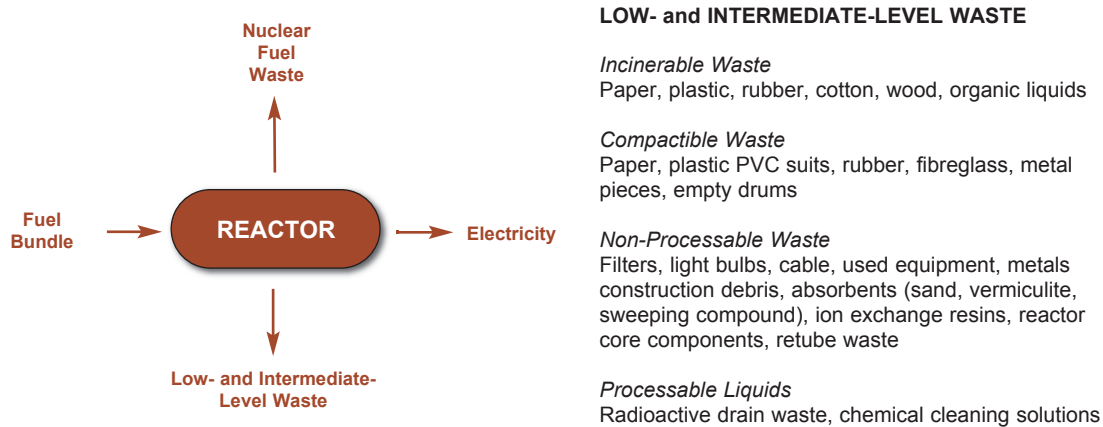 Nuclear
Fuel
Waste
Fuel
Bundle
REACTOR
Electricity
Low- and Intermediate-
Level Waste
LOW- and INTERMEDIATE-LEVEL WASTE
Incinerable Waste
Paper, plastic, rubber, cotton, wood, organic liquids
Compactible Waste
Paper, plastic PVC suits, rubber, fibreglass, metal
pieces, empty drums
Non-Processable Waste
Filters, light bulbs, cable, used equipment, metals
construction debris, absorbents (sand, vermiculite,
sweeping compound), ion exchange resins, reactor
core components, retube waste
Processable Liquids
Radioactive drain waste, chemical cleaning solutions